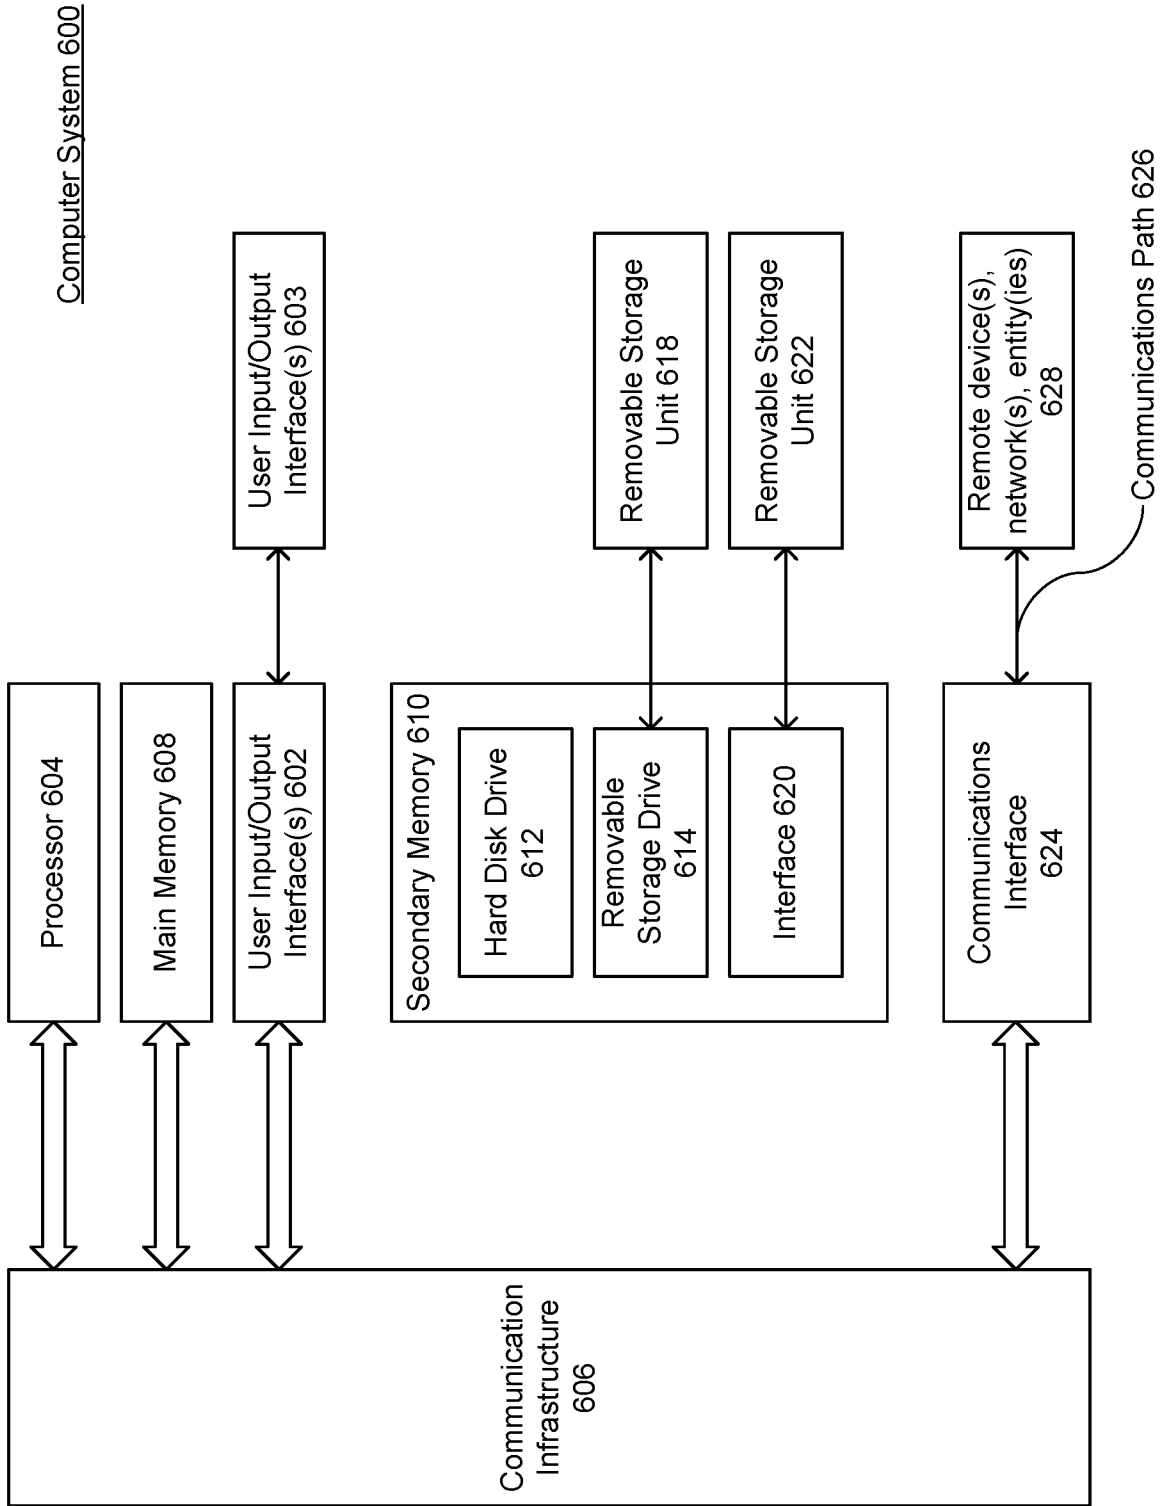 Computer System 600
Processor 604
Main Memory 608
User Input/Output
Interface(s) 602
User Input/Output
Interface(s) 603
Communication
Infrastructure
606
Secondary Memory 610
Hard Disk Drive
612
Removable
Storage Drive
614
Removable Storage
Unit 618
Interface 620
Removable Storage
Unit 622
Communications
Interface
624
Remote device(s),
network(s), entity(ies)
628
Communications Path 626